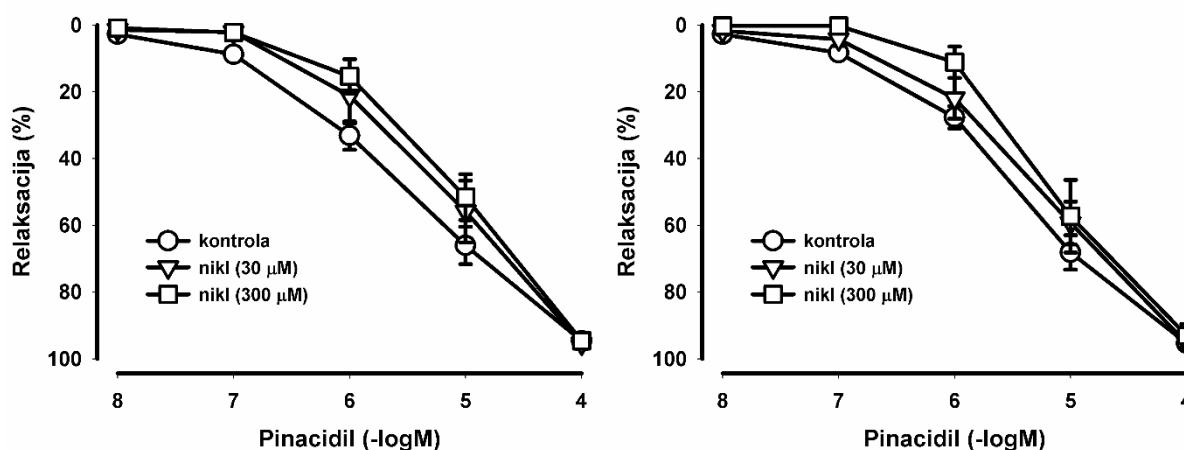 0
20
40
60
80
100
Relaksacija (%)
kontrola
nikl (30 μM)
nikl (300 μM)
8 7 6 5 4
Pinacidil (-logM)
0
20
40
60
80
100
Relaksacija (%)
kontrola
nikl (30 μM)
nikl (300 μM)
8 7 6 5 4
Pinacidil (-logM)